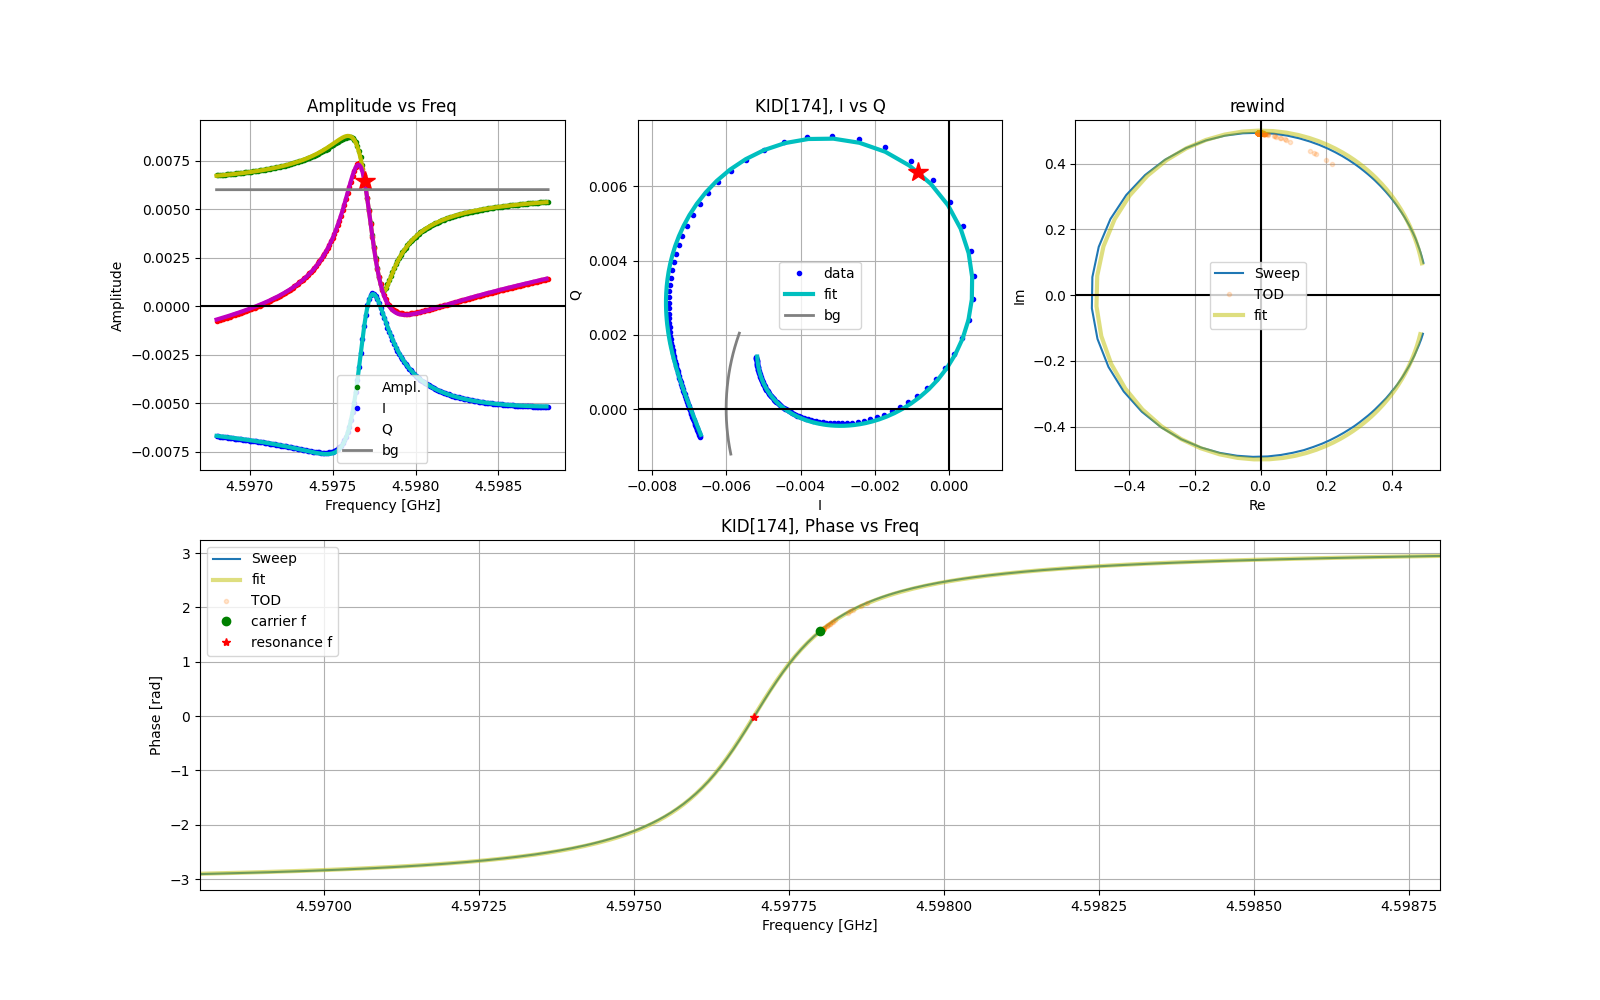 Amplitude vs Freq
0.0075
0.0050
0.0025
0.0000
−0.0025
−0.0050
−0.0075
Amplitude
Ampl.
I
Q
bg
4.5970
4.5975
4.5980
4.5985
Frequency [GHz]
KID[174], I vs Q
0.006
0.004
0.002
0.000
Q
data
fit
bg
−0.008
−0.006
−0.004
−0.002
0.000
I
rewind
0.4
0.2
0.0
−0.2
−0.4
Im
Sweep
TOD
fit
−0.4
−0.2
0.0
0.2
0.4
Re
KID[174], Phase vs Freq
3
2
1
0
−1
−2
−3
Phase [rad]
Sweep
fit
TOD
carrier f
resonance f
4.59700
4.59725
4.59750
4.59775
4.59800
4.59825
4.59850
4.59875
Frequency [GHz]